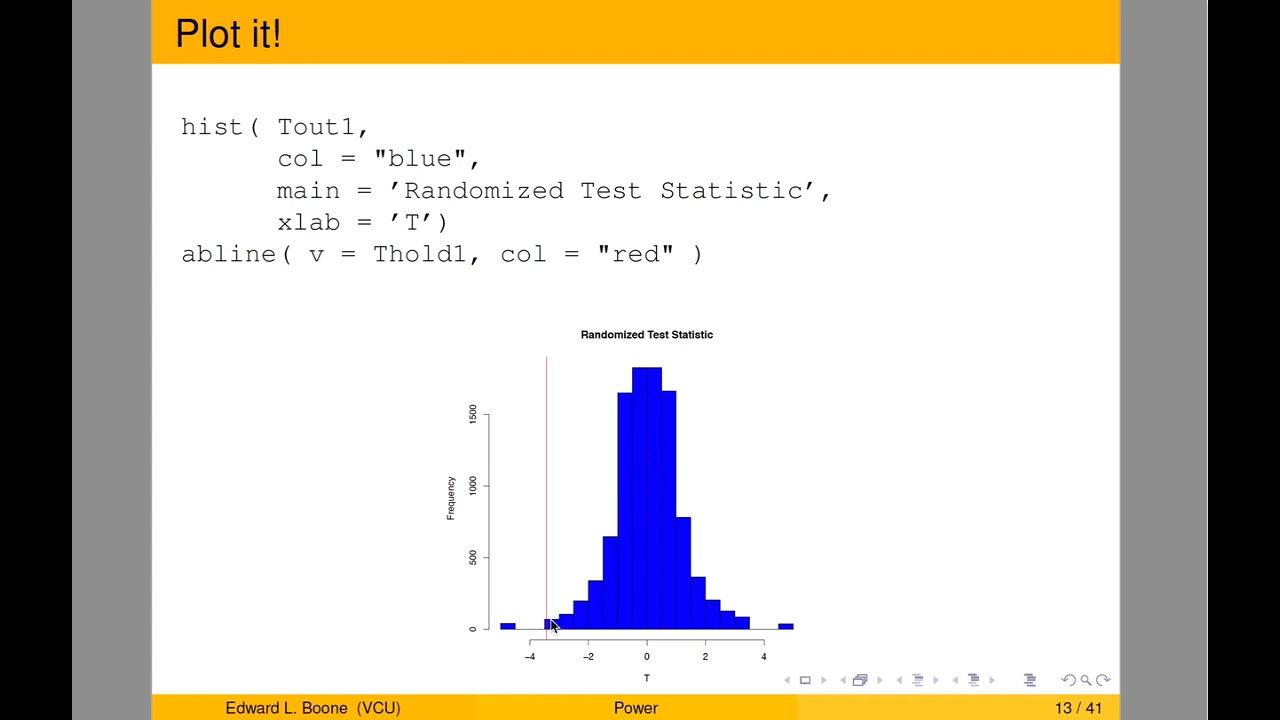 Plot it!
hist( Tout1,
col = "blue",
main = ’Randomized Test Statistic’,
xlab = ’T’)
abline( v = Thold1, col = "red" )
Randomized Test Statistic
Frequency
1500
1000
500
0
−4 −2 0 2 4
T
Edward L. Boone (VCU) Power 13 / 41